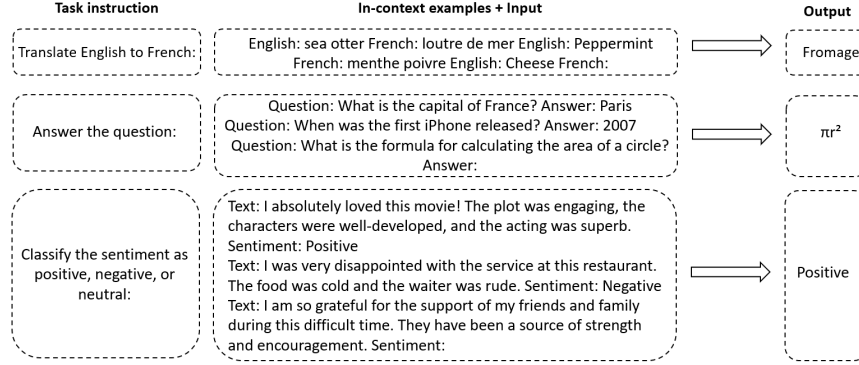 Task instruction
In-context examples + Input
Output
Translate English to French:
English: sea otter French: loutre de mer English: Peppermint
French: menthe poivre English: Cheese French:
Fromage
Answer the question:
Question: What is the capital of France? Answer: Paris
Question: When was the first iPhone released? Answer: 2007
Question: What is the formula for calculating the area of a circle?
Answer:
πr²
Classify the sentiment as
positive, negative, or
neutral:
Text: I absolutely loved this movie! The plot was engaging, the
characters were well-developed, and the acting was superb.
Sentiment: Positive
Text: I was very disappointed with the service at this restaurant.
The food was cold and the waiter was rude. Sentiment: Negative
Text: I am so grateful for the support of my friends and family
during this difficult time. They have been a source of strength
and encouragement. Sentiment:
Positive